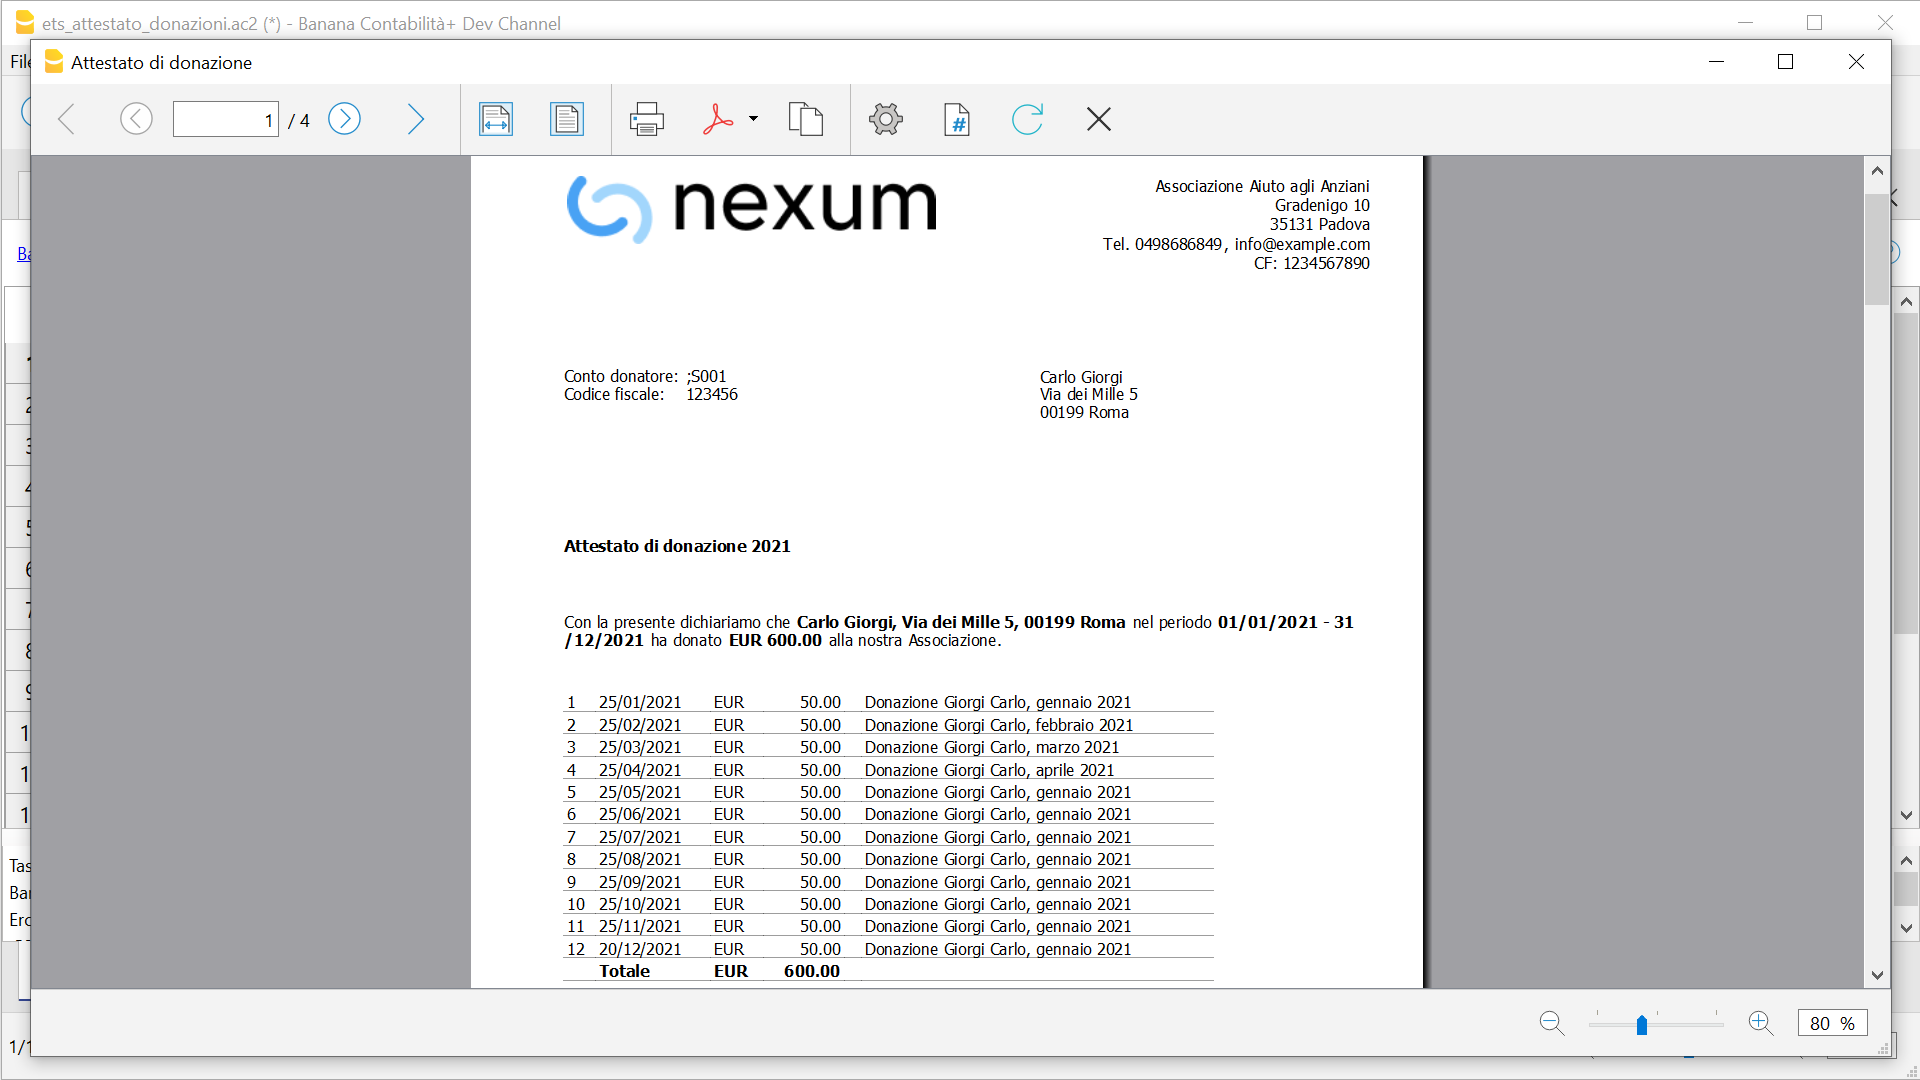 ets_attestato_donazioni.ac2 (*) - Banana Contabilità+ Dev Channel
File
Attestato di donazione
1 / 4
nexum
Associazione Aiuto agli Anziani
Gradenigo 10
35131 Padova
Tel. 0498686849, info@example.com
CF: 1234567890
Conto donatore: ;S001
Codice fiscale: 123456
Carlo Giorgi
Via dei Mille 5
00199 Roma
Attestato di donazione 2021
Con la presente dichiariamo che Carlo Giorgi, Via dei Mille 5, 00199 Roma nel periodo 01/01/2021 - 31
/12/2021 ha donato EUR 600.00 alla nostra Associazione.
1 25/01/2021 EUR 50.00 Donazione Giorgi Carlo, gennaio 2021
2 25/02/2021 EUR 50.00 Donazione Giorgi Carlo, febbraio 2021
3 25/03/2021 EUR 50.00 Donazione Giorgi Carlo, marzo 2021
4 25/04/2021 EUR 50.00 Donazione Giorgi Carlo, aprile 2021
5 25/05/2021 EUR 50.00 Donazione Giorgi Carlo, gennaio 2021
6 25/06/2021 EUR 50.00 Donazione Giorgi Carlo, gennaio 2021
7 25/07/2021 EUR 50.00 Donazione Giorgi Carlo, gennaio 2021
8 25/08/2021 EUR 50.00 Donazione Giorgi Carlo, gennaio 2021
9 25/09/2021 EUR 50.00 Donazione Giorgi Carlo, gennaio 2021
10 25/10/2021 EUR 50.00 Donazione Giorgi Carlo, gennaio 2021
11 25/11/2021 EUR 50.00 Donazione Giorgi Carlo, gennaio 2021
12 20/12/2021 EUR 50.00 Donazione Giorgi Carlo, gennaio 2021
Totale EUR 600.00
80 %